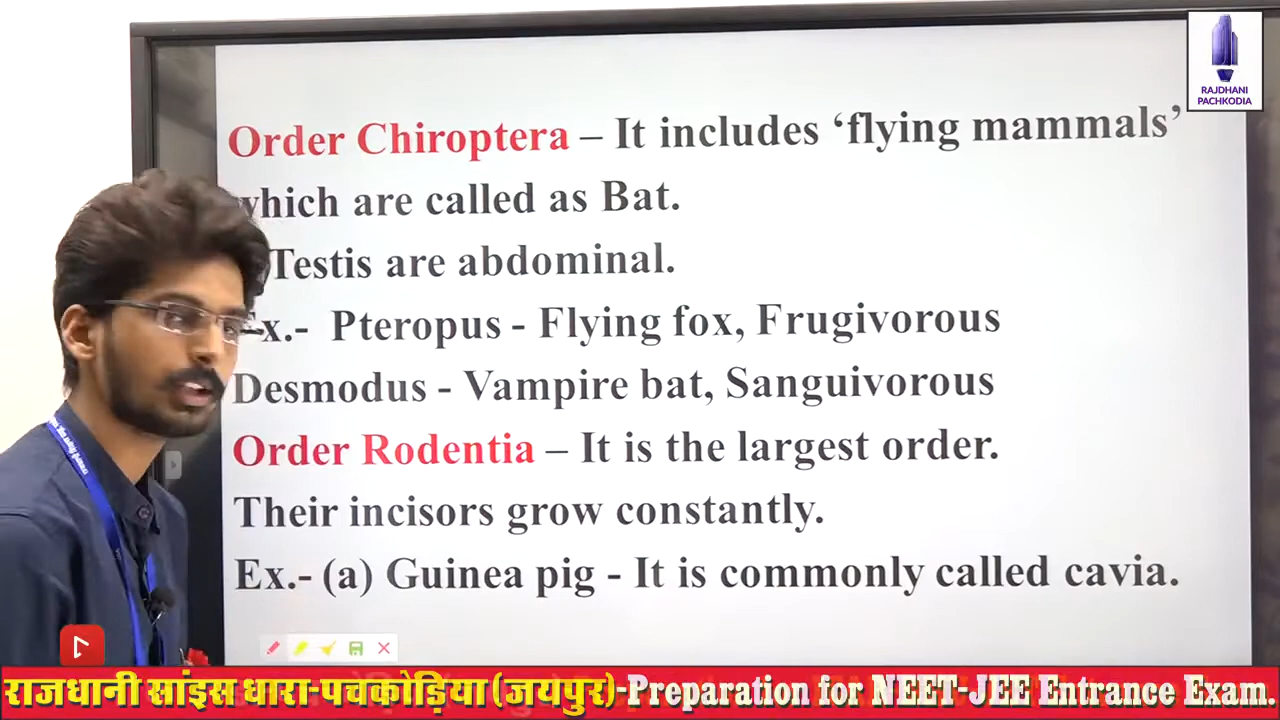 RAJDHANI
PACHKODIA
Order Chiroptera – It includes ‘flying mammals’
which are called as Bat.
Testis are abdominal.
Ex.- Pteropus - Flying fox, Frugivorous
Desmodus - Vampire bat, Sanguivorous
Order Rodentia – It is the largest order.
Their incisors grow constantly.
Ex.- (a) Guinea pig - It is commonly called cavia.
राजधानी सांइस धारा-पचकोड़िया (जयपुर)-Preparation for NEET-JEE Entrance Exam.